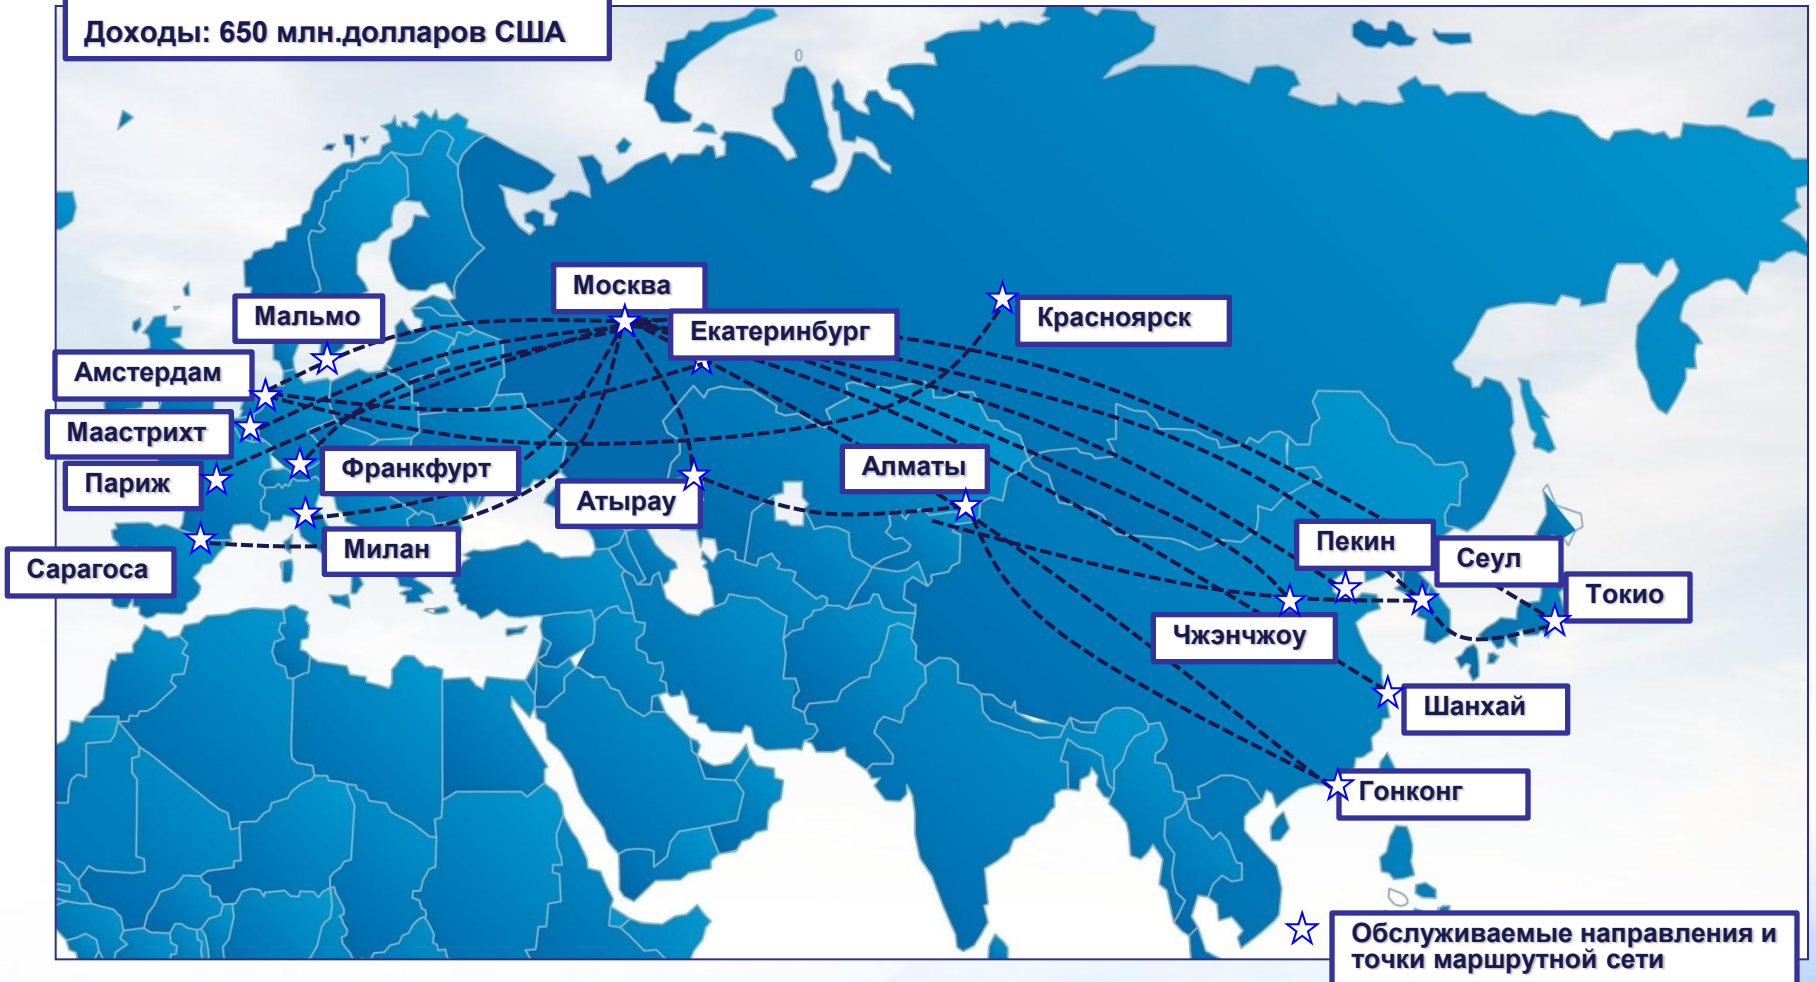 Доходы: 650 млн.долларов США
Москва
Мальмо
Екатеринбург
Красноярск
Амстердам
Маастрихт
Франкфурт
Алматы
Париж
Атырау
Пекин
Милан
Сеул
Сарагоса
Токио
Чжэнчжоу
Шанхай
Гонконг
Обслуживаемые направления и
точки маршрутной сети